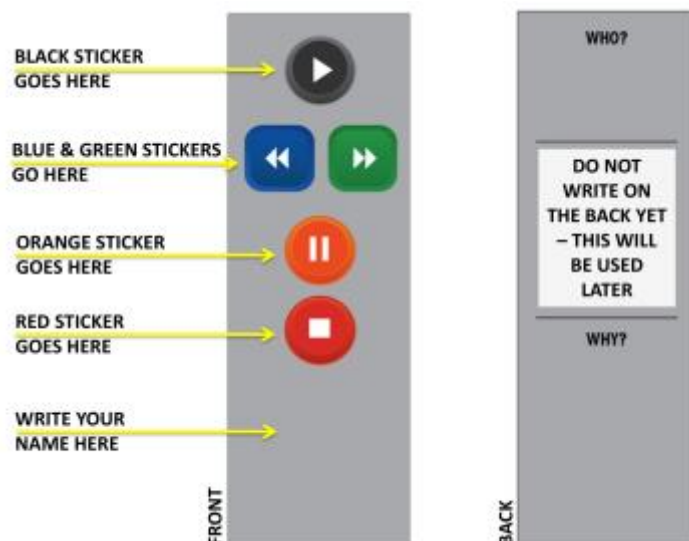 BLACK STICKER
GOES HERE
BLUE & GREEN STICKERS
GO HERE
ORANGE STICKER
GOES HERE
RED STICKER
GOES HERE
WRITE YOUR
NAME HERE
FRONT
WHO?
DO NOT
WRITE ON
THE BACK YET
– THIS WILL
BE USED
LATER
WHY?
BACK